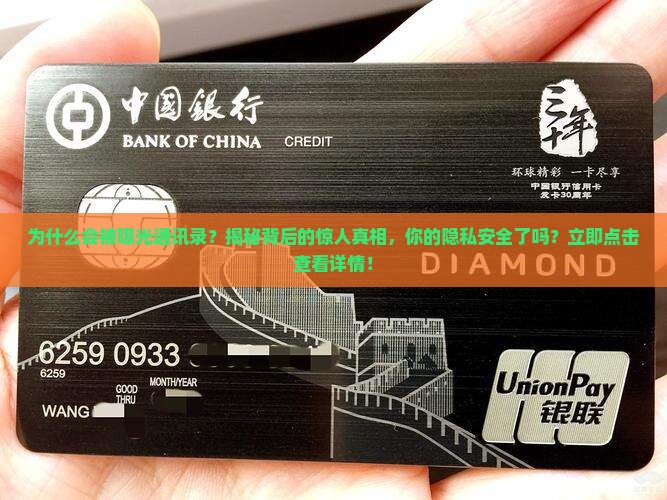 中國銀行
BANK OF CHINA
CREDIT
三十年
环球精彩 一卡尽享
中国银行信用卡
发卡30周年
为什么会被曝光通讯录？揭秘背后的惊人真相，你的隐私安全了吗？立即点击
查看详情！
DIAMOND
6259 0933
6259
GOOD
THRU
MONTH/YEAR
WANG
UnionPay
银联